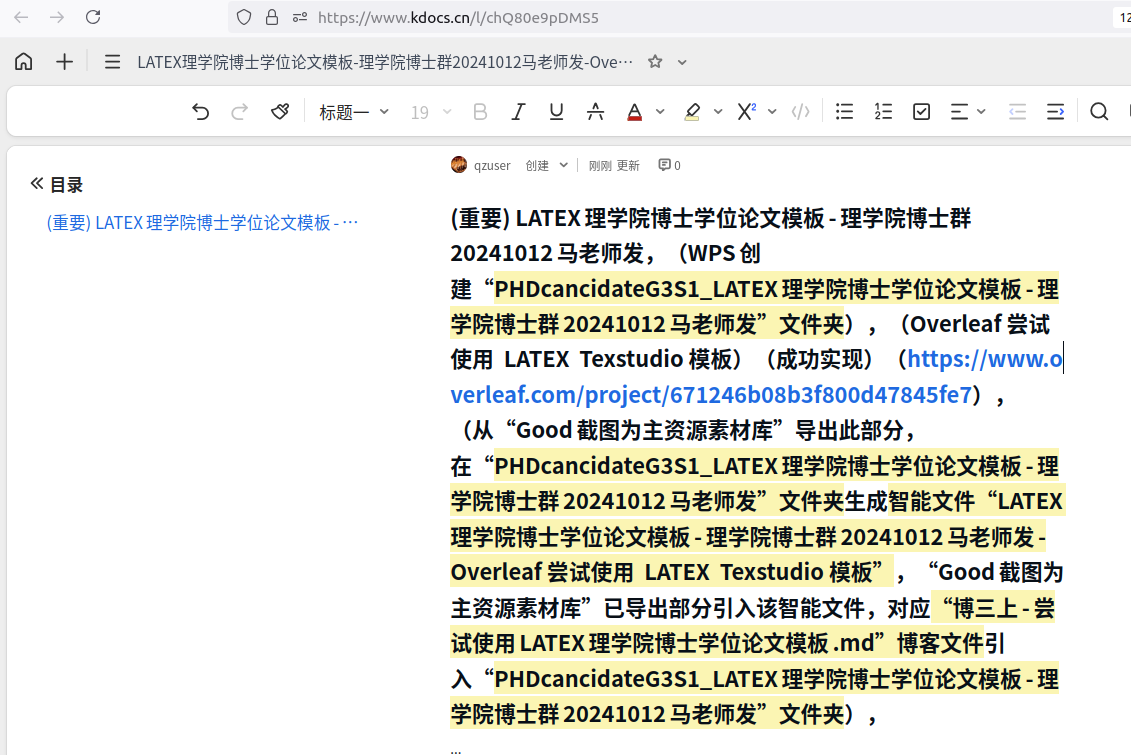 https://www.kdocs.cn/l/chQ80e9pDMS5
12
LATEX理学院博士学位论文模板-理学院博士群20241012马老师发-Ove···
标题一
19
B I U A A X² </>
目录
(重要) LATEX 理学院博士学位论文模板 - ···
qzuser 创建 刚刚 更新 0
(重要) LATEX 理学院博士学位论文模板 - 理学院博士群
20241012 马老师发，（WPS 创
建“PHDcancidateG3S1_LATEX 理学院博士学位论文模板 - 理
学院博士群 20241012 马老师发”文件夹），（Overleaf 尝试
使用 LATEX Texstudio 模板）（成功实现）（https://www.o
verleaf.com/project/671246b08b3f800d47845fe7），
（从“Good 截图为主资源素材库”导出此部分，
在“PHDcancidateG3S1_LATEX 理学院博士学位论文模板 - 理
学院博士群 20241012 马老师发”文件夹生成智能文件“LATEX
理学院博士学位论文模板 - 理学院博士群 20241012 马老师发 -
Overleaf 尝试使用 LATEX Texstudio 模板”，“Good 截图为
主资源素材库”已导出部分引入该智能文件，对应“博三上 - 尝
试使用 LATEX 理学院博士学位论文模板 .md”博客文件引
入“PHDcancidateG3S1_LATEX 理学院博士学位论文模板 - 理
学院博士群 20241012 马老师发”文件夹），
...